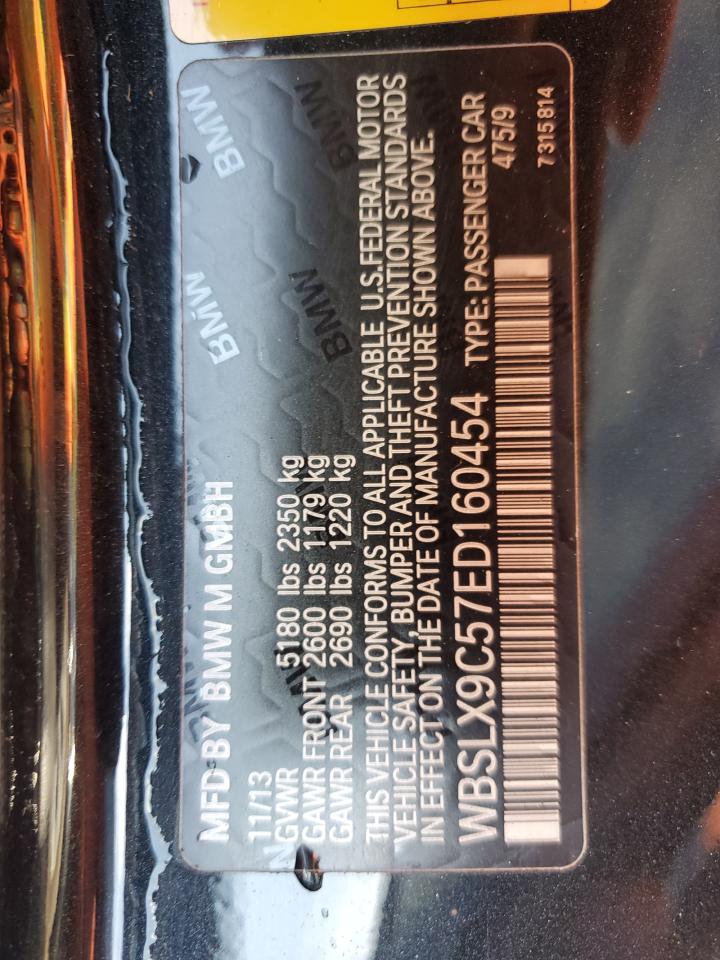 MFD BY BMW M GMBH
11/13
GVWR 5180 lbs 2350 kg
GAWR FRONT 2600 lbs 1179 kg
GAWR REAR 2690 lbs 1220 kg
THIS VEHICLE CONFORMS TO ALL APPLICABLE U.S.FEDERAL MOTOR
VEHICLE SAFETY, BUMPER AND THEFT PREVENTION STANDARDS
IN EFFECT ON THE DATE OF MANUFACTURE SHOWN ABOVE.
WBSLX9C57ED160454 TYPE: PASSENGER CAR
475/9
7315814
BMW
BMW
BMW
BMW